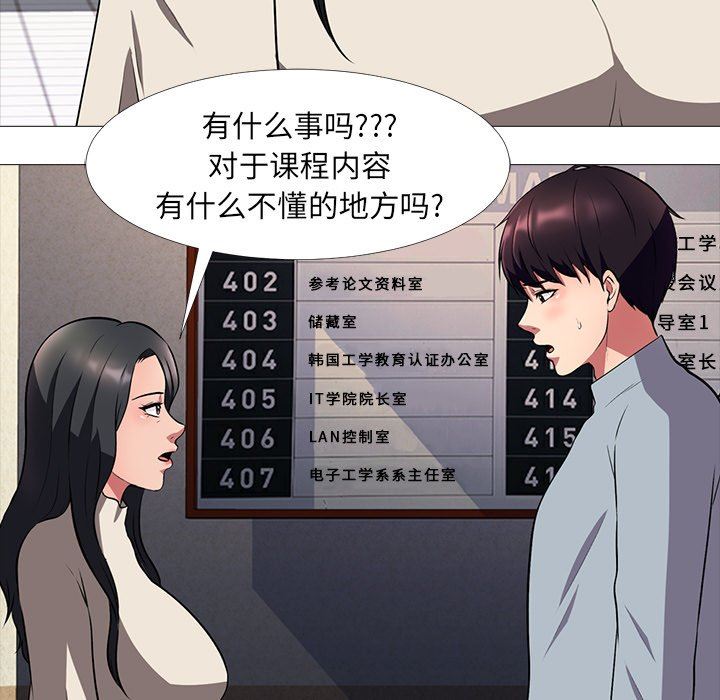 有什么事吗???
对于课程内容
有什么不懂的地方吗?
402 参考论文资料室
403 储藏室
404 韩国工学教育认证办公室
405 IT学院院长室
406 LAN控制室
407 电子工学系系主任室
工学
会议
导室1
室长
414
415